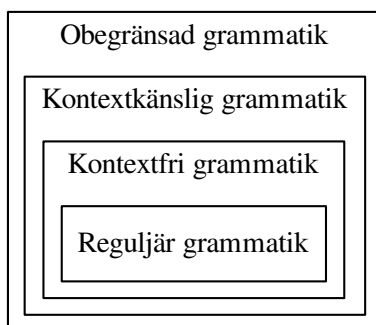 Obegränsad grammatik
Kontextkänslig grammatik
Kontextfri grammatik
Reguljär grammatik